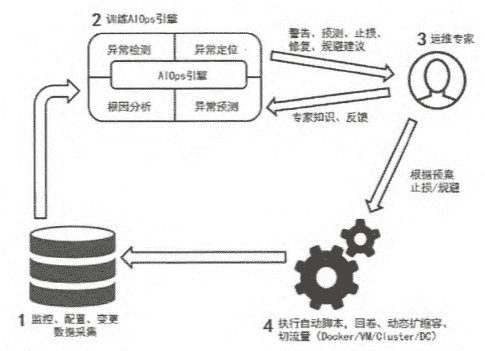 2 训练AIOps引擎
异常检测
异常定位
AIOps引擎
根因分析
异常预测
警告、预测、止损、
修复、规避建议
3 运维专家
专家知识、反馈
根据预案
止损/规避
1 监控、配置、变更
数据采集
4 执行自动脚本，回卷、动态扩缩容、
切流量（Docker/VM/Cluster/DC）